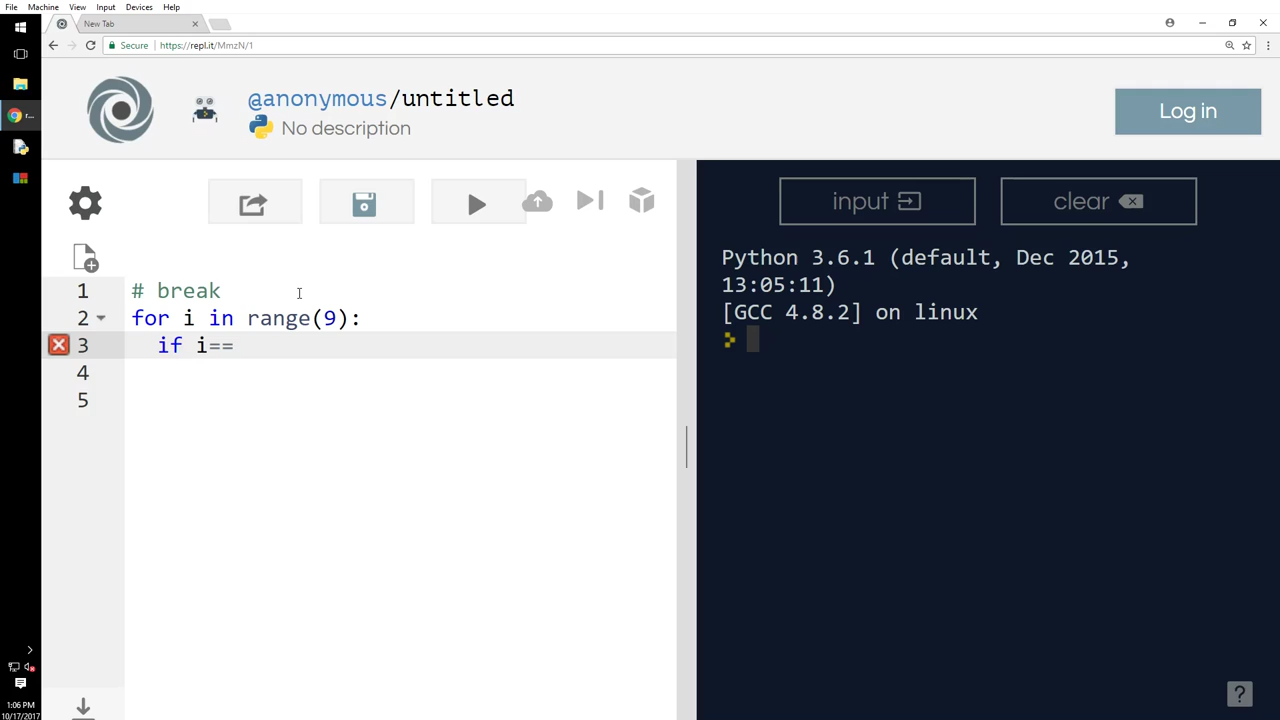 File Machine View Input Devices Help
New Tab
Secure https://repl.it/MmzN/1
@anonymous/untitled
No description
Log in
input
clear
1 # break
2 for i in range(9):
3   if i==
4
5
Python 3.6.1 (default, Dec 2015,
13:05:11)
[GCC 4.8.2] on linux
r...
1:06 PM
10/17/2017
?